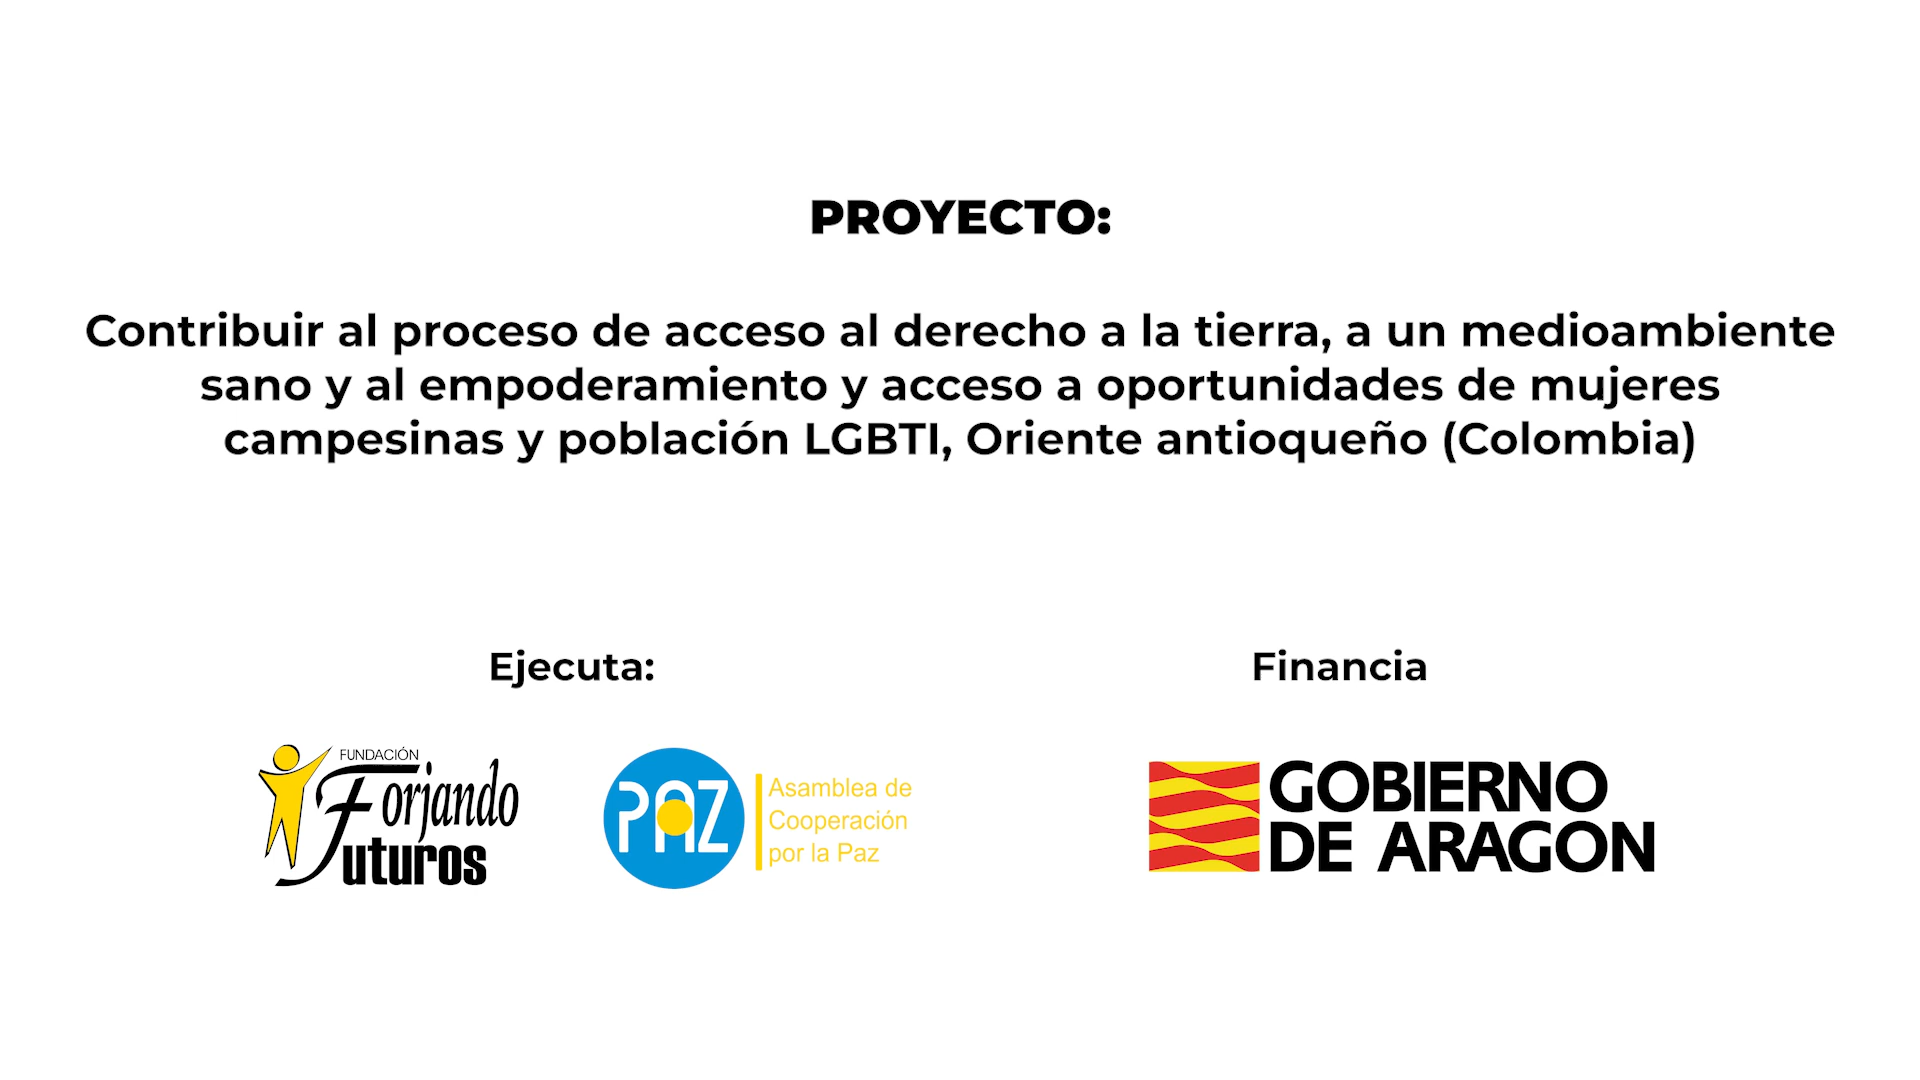 PROYECTO:
Contribuir al proceso de acceso al derecho a la tierra, a un medioambiente
sano y al empoderamiento y acceso a oportunidades de mujeres
campesinas y población LGBTI, Oriente antioqueño (Colombia)
Ejecuta:
Financia
FUNDACIÓN
Forjando
Futuros
PAZ
Asamblea de
Cooperación
por la Paz
GOBIERNO
DE ARAGON